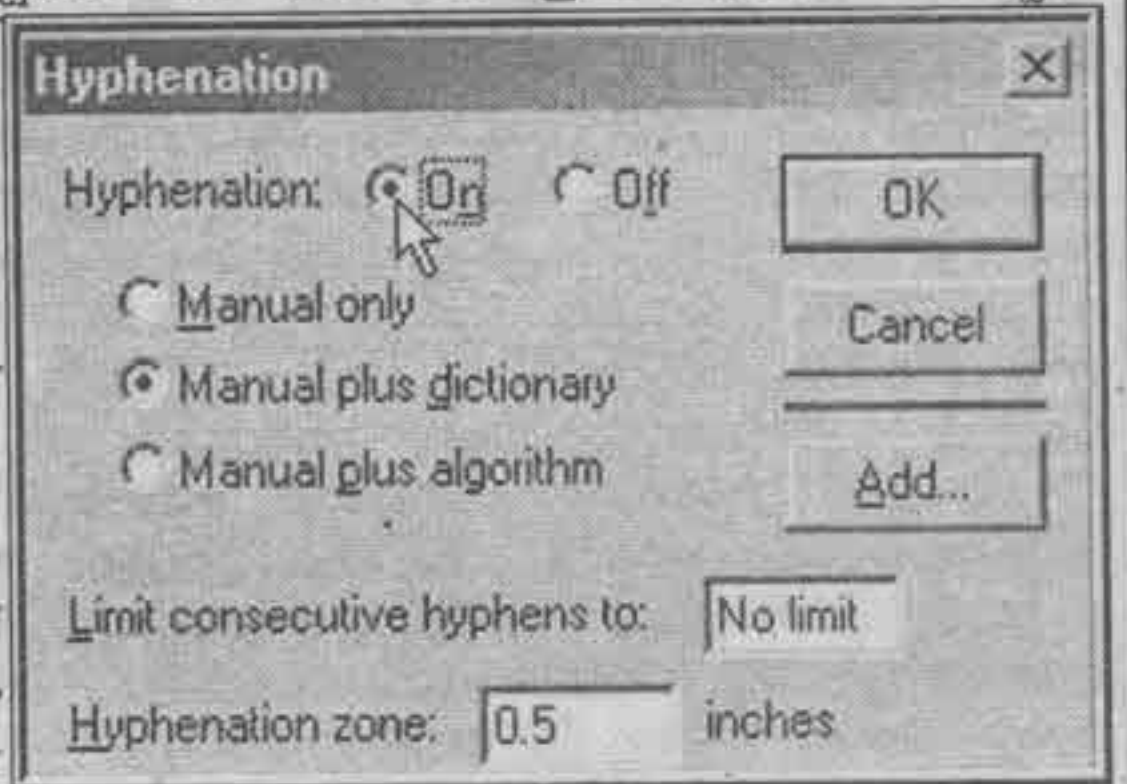 Hyphenation
Hyphenation: On Off OK
Manual only Cancel
Manual plus dictionary
Manual plus algorithm Add...
Limit consecutive hyphens to: No limit
Hyphenation zone: 0.5 inches